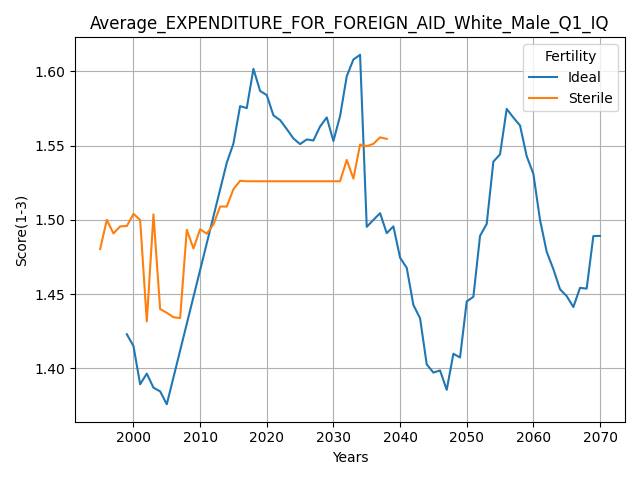 Average_EXPENDITURE_FOR_FOREIGN_AID_White_Male_Q1_IQ
Fertility
Ideal
Sterile
Score(1-3)
1.60
1.55
1.50
1.45
1.40
2000 2010 2020 2030 2040 2050 2060 2070
Years